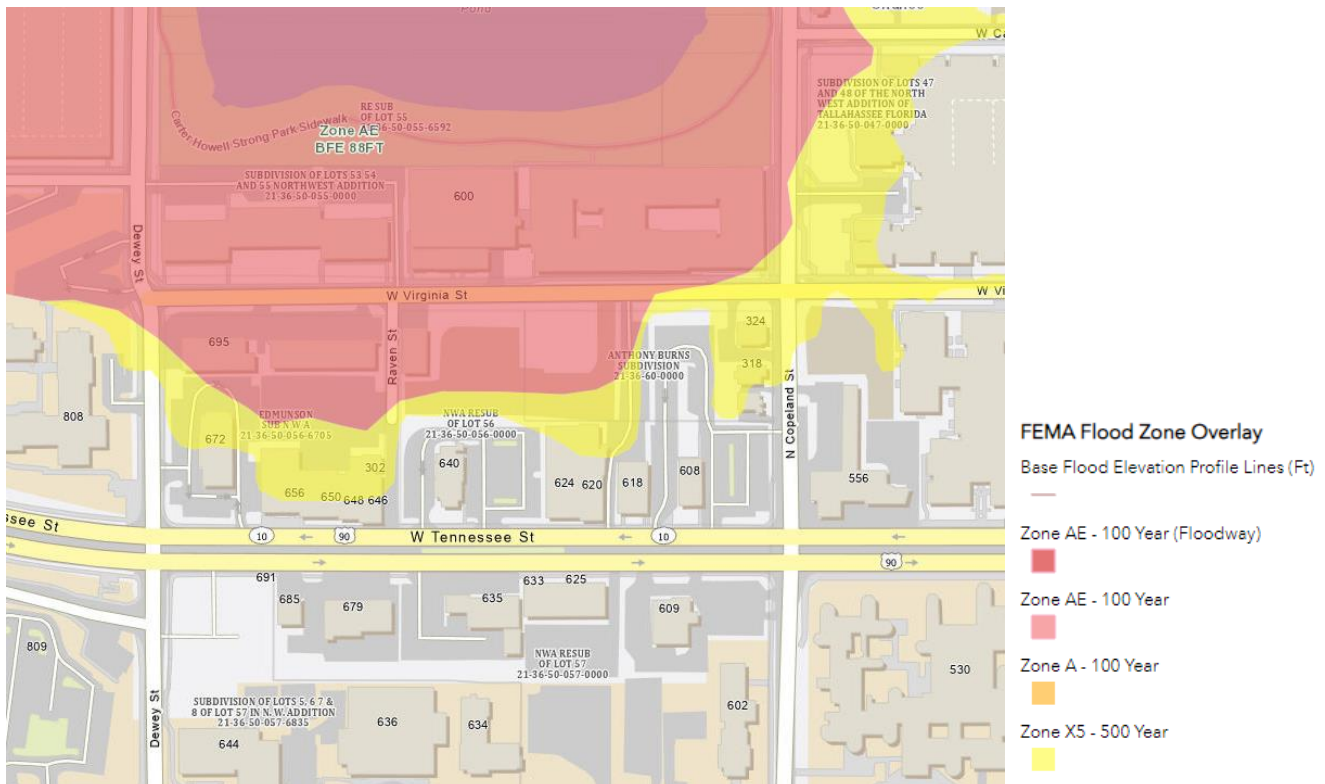 Pond
W Ca
SUBDIVISION OF LOTS 47
AND 48 OF THE NORTH
WEST ADDITION OF
TALLAHASSEE FLORIDA
21-36-50-047-0000
RE SUB
OF LOT 55
21-36-50-055-6592
Carter-Howell Strong Park Sidewalk
Zone AE
BFE 88FT
SUBDIVISION OF LOTS 53 54
AND 55 NORTHWEST ADDITION
21-36-50-055-0000
600
Dewey St
W Virginia St
W Vi
695
Raven St
324
318
ANTHONY BURNS
SUBDIVISION
21-36-60-0000
N Copeland St
808
EDMUNSON
SUB N W A
21-36-50-056-6705
NWA RESUB
OF LOT 56
21-36-50-056-0000
672
302
640
656
650
648
646
624
620
618
608
556
ssee St
10
90
W Tennessee St
10
90
691
685
679
635
633
625
609
809
NWA RESUB
OF LOT 57
21-36-50-057-0000
530
SUBDIVISION OF LOTS 5, 6 7 &
8 OF LOT 57 IN N. W. ADDITION
21-36-50-057-6835
Dewey St
644
636
634
602
FEMA Flood Zone Overlay
Base Flood Elevation Profile Lines (Ft)
Zone AE - 100 Year (Floodway)
Zone AE - 100 Year
Zone A - 100 Year
Zone X5 - 500 Year